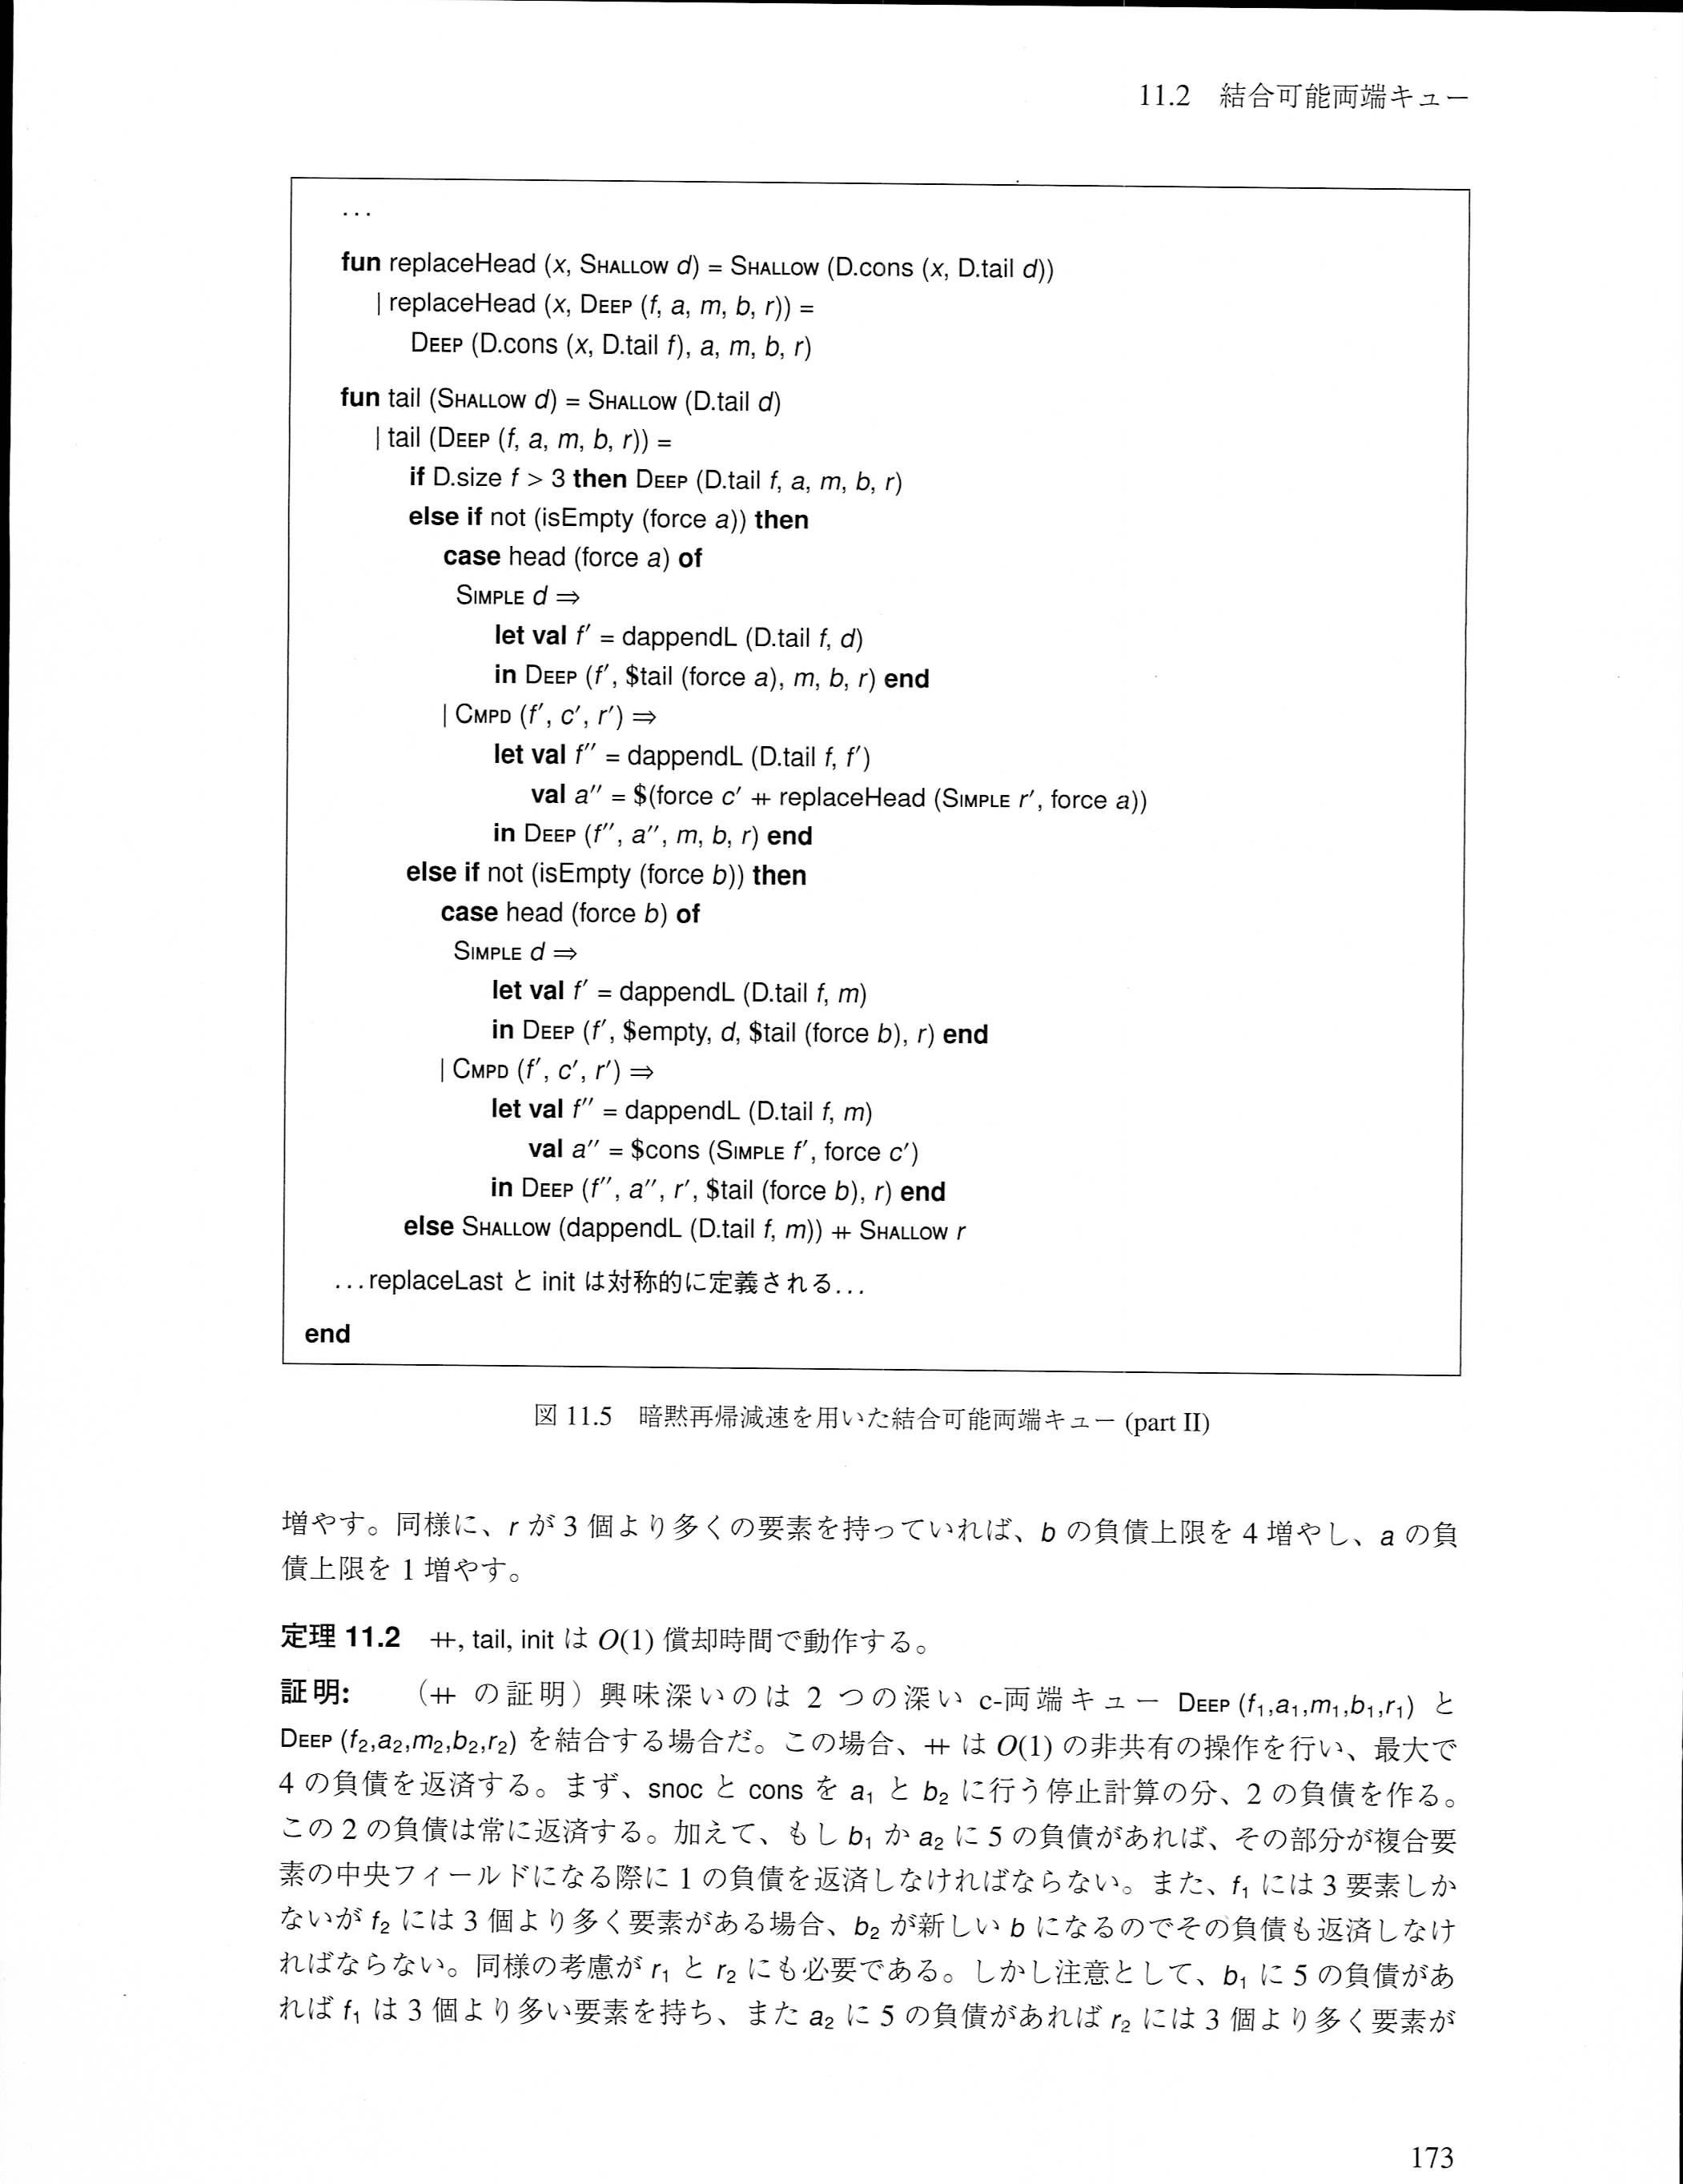 11.2　結合可能両端キュー
...
fun replaceHead (x, SHALLOW d) = SHALLOW (D.cons (x, D.tail d))
| replaceHead (x, DEEP (f, a, m, b, r)) =
DEEP (D.cons (x, D.tail f), a, m, b, r)
fun tail (SHALLOW d) = SHALLOW (D.tail d)
| tail (DEEP (f, a, m, b, r)) =
if D.size f > 3 then DEEP (D.tail f, a, m, b, r)
else if not (isEmpty (force a)) then
case head (force a) of
SIMPLE d ⇒
let val f′ = dappendL (D.tail f, d)
in DEEP (f′, $tail (force a), m, b, r) end
| CMPD (f′, c′, r′) ⇒
let val f″ = dappendL (D.tail f, f′)
val a″ = $(force c′ ⧺ replaceHead (SIMPLE r′, force a))
in DEEP (f″, a″, m, b, r) end
else if not (isEmpty (force b)) then
case head (force b) of
SIMPLE d ⇒
let val f′ = dappendL (D.tail f, m)
in DEEP (f′, $empty, d, $tail (force b), r) end
| CMPD (f′, c′, r′) ⇒
let val f″ = dappendL (D.tail f, m)
val a″ = $cons (SIMPLE f′, force c′)
in DEEP (f″, a″, r′, $tail (force b), r) end
else SHALLOW (dappendL (D.tail f, m)) ⧺ SHALLOW r
...replaceLast と init は対称的に定義される...
end
図 11.5　暗黙再帰減速を用いた結合可能両端キュー (part II)
増やす。同様に、r が 3 個より多くの要素を持っていれば、b の負債上限を 4 増やし、a の負
債上限を 1 増やす。
定理 11.2　⧺, tail, init は O(1) 償却時間で動作する。
証明:　（⧺ の証明）興味深いのは 2 つの深い c-両端キュー DEEP (f₁,a₁,m₁,b₁,r₁) と
DEEP (f₂,a₂,m₂,b₂,r₂) を結合する場合だ。この場合、⧺ は O(1) の非共有の操作を行い、最大で
4 の負債を返済する。まず、snoc と cons を a₁ と b₂ に行う停止計算の分、2 の負債を作る。
この 2 の負債は常に返済する。加えて、もし b₁ か a₂ に 5 の負債があれば、その部分が複合要
素の中央フィールドになる際に 1 の負債を返済しなければならない。また、f₁ には 3 要素しか
ないが f₂ には 3 個より多く要素がある場合、b₂ が新しい b になるのでその負債も返済しなけ
ればならない。同様の考慮が r₁ と r₂ にも必要である。しかし注意として、b₁ に 5 の負債があ
れば f₁ は 3 個より多い要素を持ち、また a₂ に 5 の負債があれば r₂ には 3 個より多く要素が
173